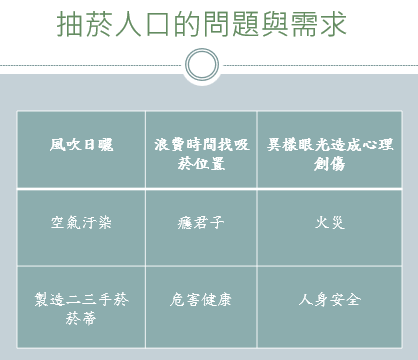 抽菸人口的問題與需求
風吹日曬
浪費時間找吸
菸位置
異樣眼光造成心理
創傷
空氣汙染
癮君子
火災
製造二三手菸
菸蒂
危害健康
人身安全